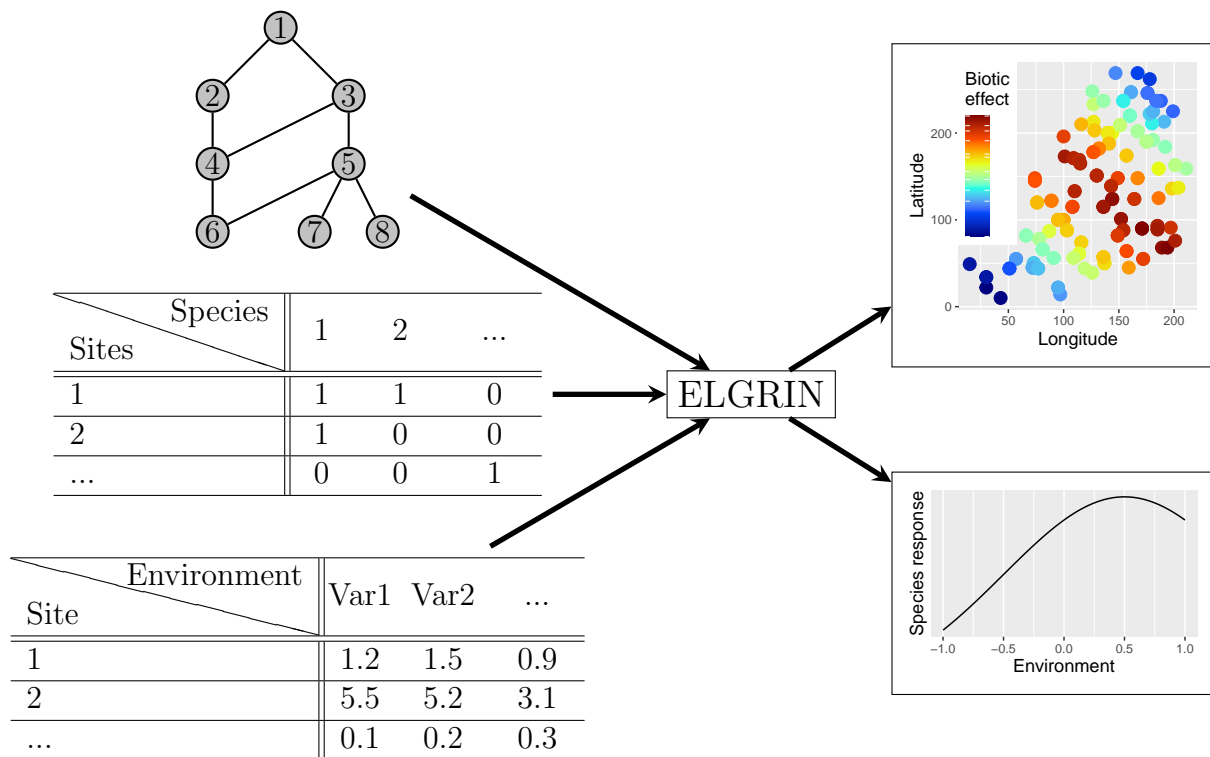 1
2
3
4
5
6
7
8
Species
Sites
1 2 ...
1 1 1 0
2 1 0 0
... 0 0 1
Environment
Site
Var1 Var2 ...
1 1.2 1.5 0.9
2 5.5 5.2 3.1
... 0.1 0.2 0.3
ELGRIN
Biotic
effect
Latitude
200
100
0
50 100 150 200
Longitude
Species response
−1.0 −0.5 0.0 0.5 1.0
Environment